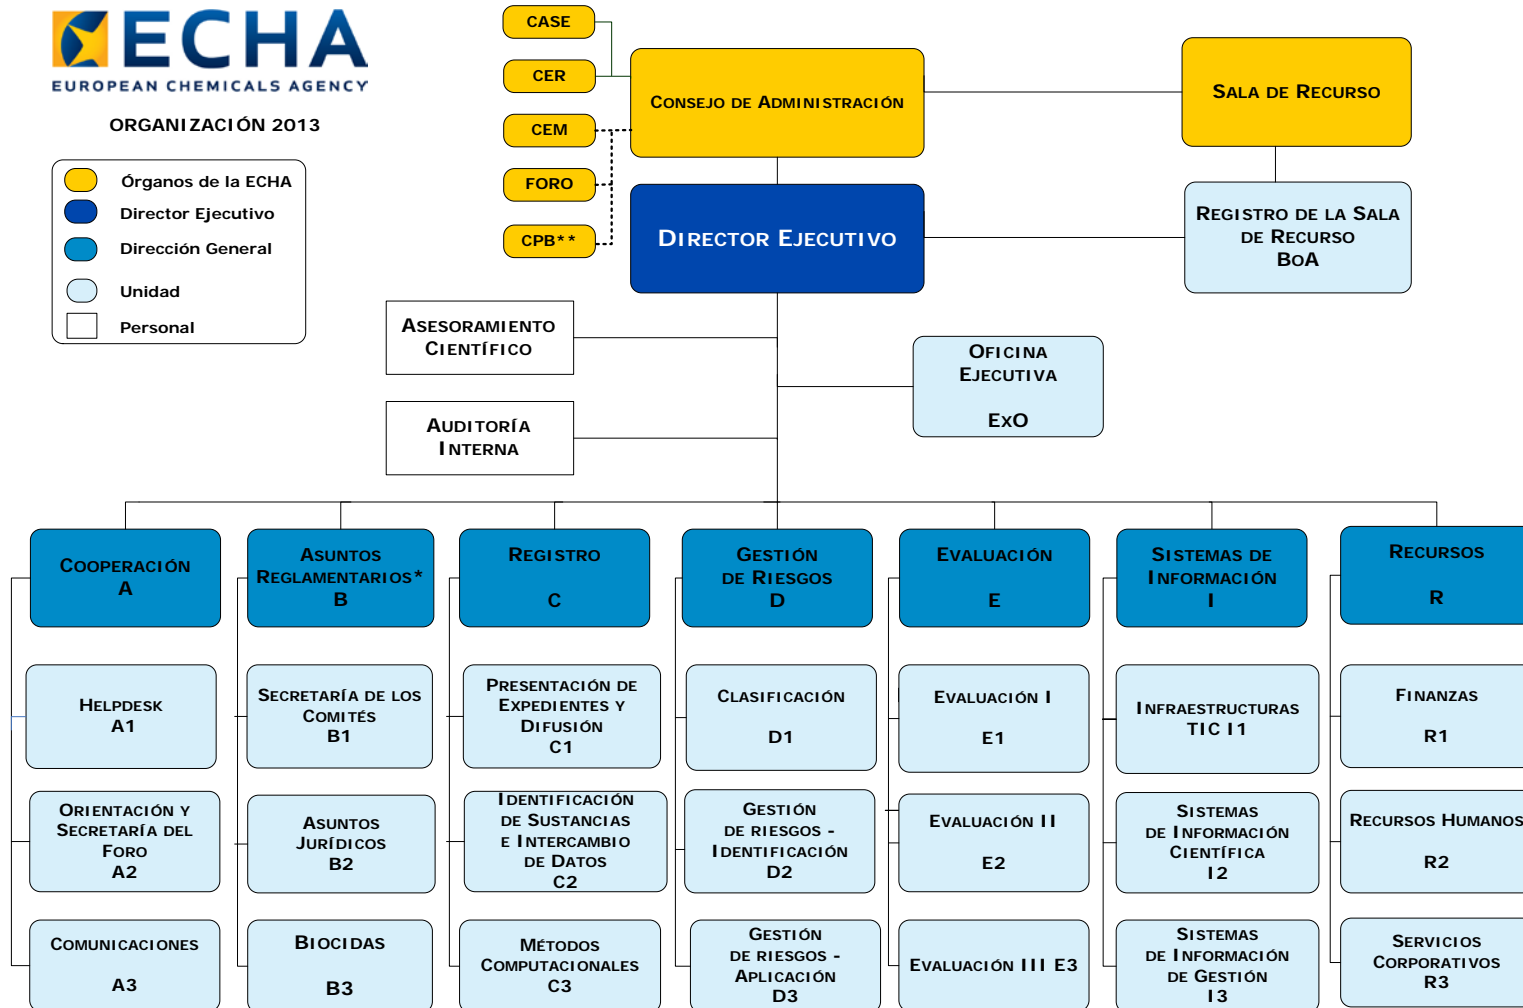 ECHA
EUROPEAN CHEMICALS AGENCY
ORGANIZACIÓN 2013
Órganos de la ECHA
Director Ejecutivo
Dirección General
Unidad
Personal
CASE
CER
CEM
FORO
CPB**
CONSEJO DE ADMINISTRACIÓN
SALA DE RECURSO
DIRECTOR EJECUTIVO
REGISTRO DE LA SALA
DE RECURSO
BOA
ASESORAMIENTO
CIENTÍFICO
OFICINA
EJECUTIVA
EXO
AUDITORÍA
INTERNA
COOPERACIÓN
A
ASUNTOS
REGLAMENTARIOS*
B
REGISTRO
C
GESTIÓN
DE RIESGOS
D
EVALUACIÓN
E
SISTEMAS DE
INFORMACIÓN
I
RECURSOS
R
HELPDESK
A1
SECRETARÍA DE LOS
COMITÉS
B1
PRESENTACIÓN DE
EXPEDIENTES Y
DIFUSIÓN
C1
CLASIFICACIÓN
D1
EVALUACIÓN I
E1
INFRAESTRUCTURAS
TIC I1
FINANZAS
R1
ORIENTACIÓN Y
SECRETARÍA DEL
FORO
A2
ASUNTOS
JURÍDICOS
B2
IDENTIFICACIÓN
DE SUSTANCIAS
E INTERCAMBIO
DE DATOS
C2
GESTIÓN
DE RIESGOS -
IDENTIFICACIÓN
D2
EVALUACIÓN II
E2
SISTEMAS
DE INFORMACIÓN
CIENTÍFICA
I2
RECURSOS HUMANOS
R2
COMUNICACIONES
A3
BIOCIDAS
B3
MÉTODOS
COMPUTACIONALES
C3
GESTIÓN
DE RIESGOS -
APLICACIÓN
D3
EVALUACIÓN III E3
SISTEMAS
DE INFORMACIÓN
DE GESTIÓN
I3
SERVICIOS
CORPORATIVOS
R3